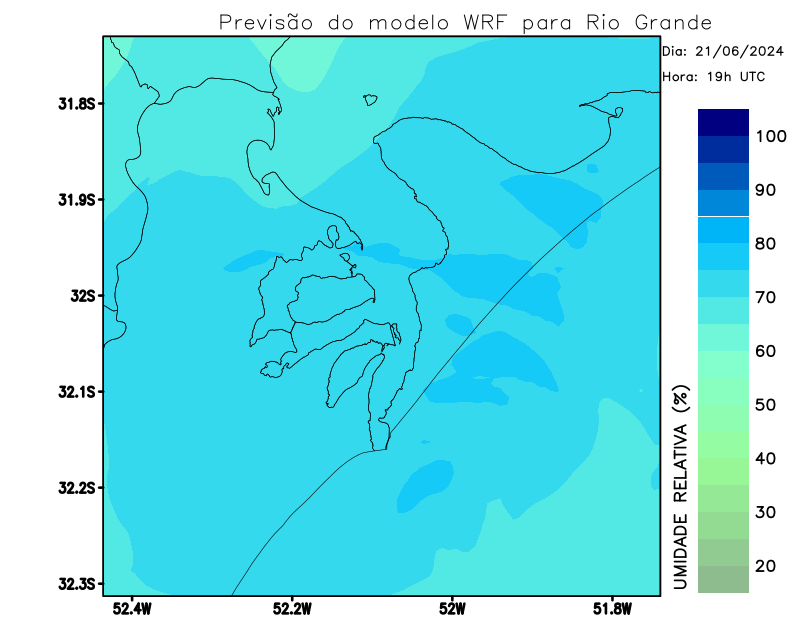 Previsão do modelo WRF para Rio Grande
Dia: 21/06/2024
Hora: 19h UTC
31.8S
31.9S
32S
32.1S
32.2S
32.3S
52.4W
52.2W
52W
51.8W
100
90
80
70
60
50
40
30
20
UMIDADE RELATIVA (%)